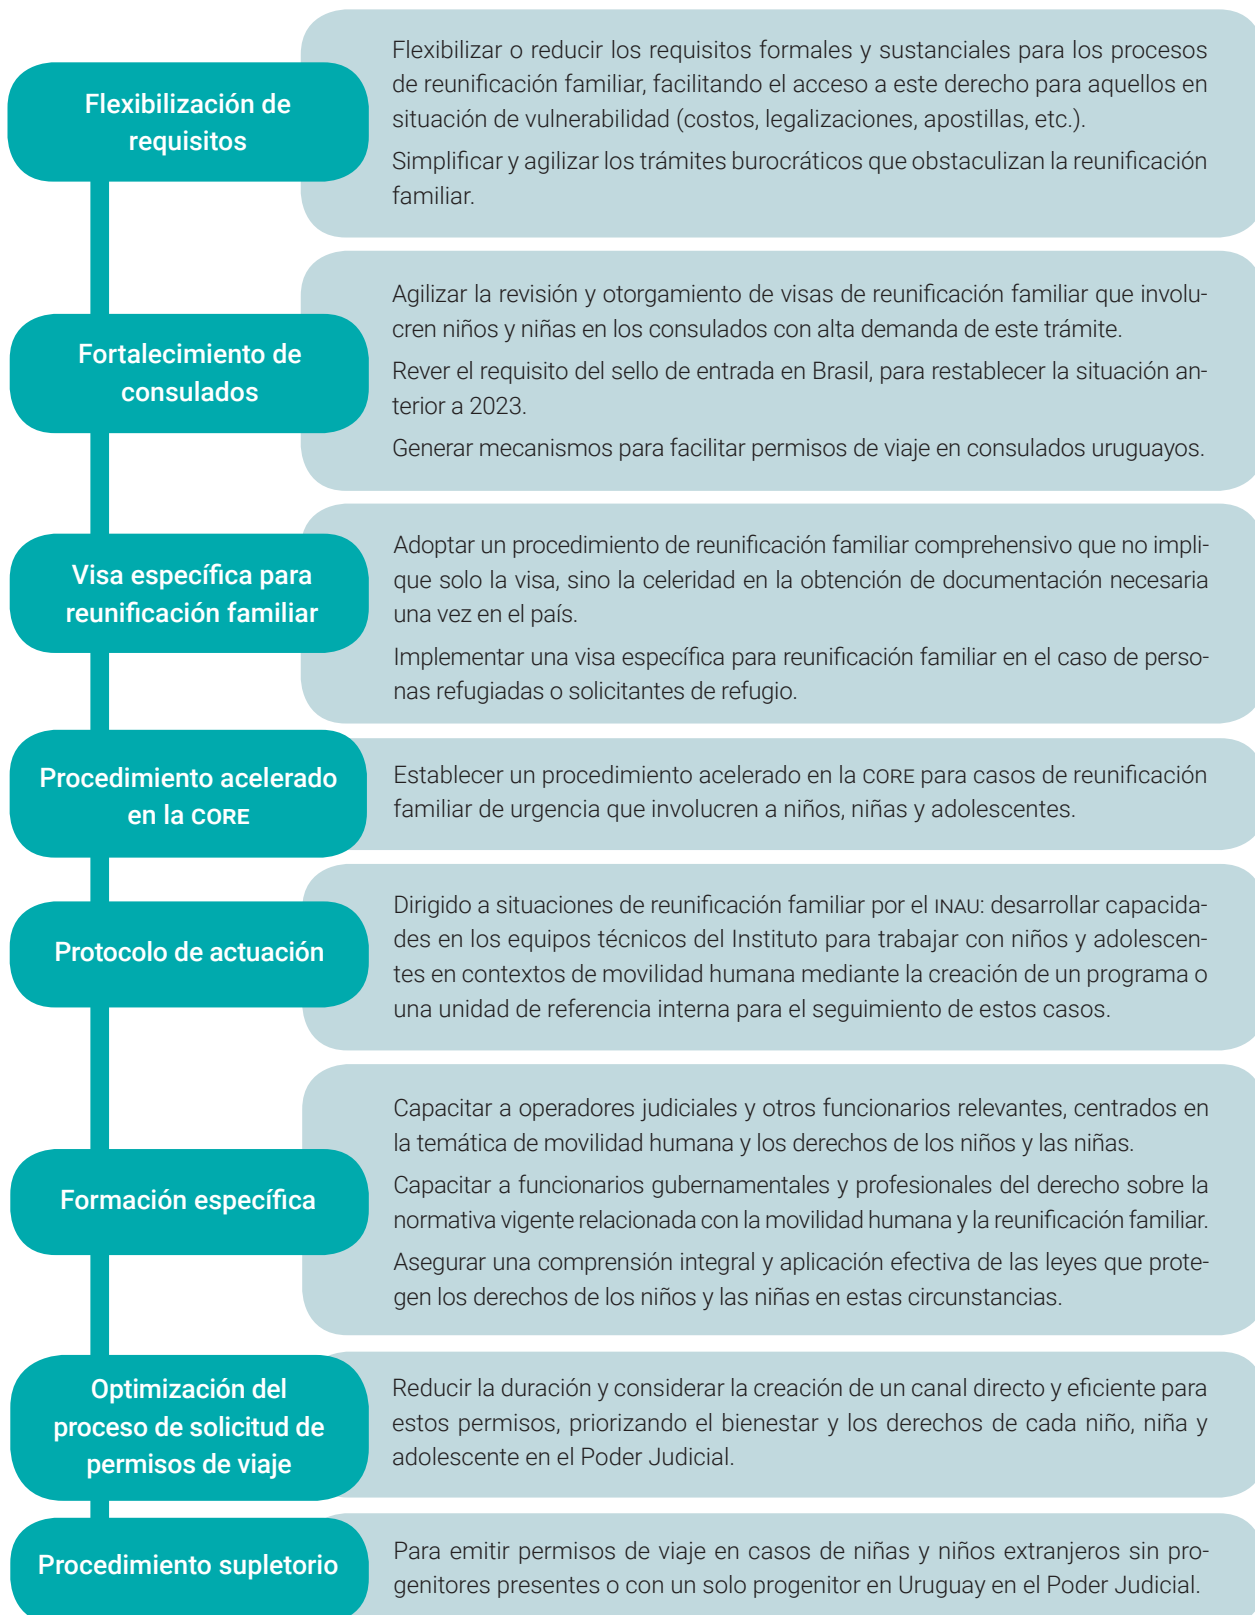 Flexibilización de
requisitos
Flexibilizar o reducir los requisitos formales y sustanciales para los procesos
de reunificación familiar, facilitando el acceso a este derecho para aquellos en
situación de vulnerabilidad (costos, legalizaciones, apostillas, etc.).
Simplificar y agilizar los trámites burocráticos que obstaculizan la reunificación
familiar.
Fortalecimiento de
consulados
Agilizar la revisión y otorgamiento de visas de reunificación familiar que involu-
cren niños y niñas en los consulados con alta demanda de este trámite.
Rever el requisito del sello de entrada en Brasil, para restablecer la situación an-
terior a 2023.
Generar mecanismos para facilitar permisos de viaje en consulados uruguayos.
Visa específica para
reunificación familiar
Adoptar un procedimiento de reunificación familiar comprehensivo que no impli-
que solo la visa, sino la celeridad en la obtención de documentación necesaria
una vez en el país.
Implementar una visa específica para reunificación familiar en el caso de perso-
nas refugiadas o solicitantes de refugio.
Procedimiento acelerado
en la CORE
Establecer un procedimiento acelerado en la CORE para casos de reunificación
familiar de urgencia que involucren a niños, niñas y adolescentes.
Protocolo de actuación
Dirigido a situaciones de reunificación familiar por el INAU: desarrollar capacida-
des en los equipos técnicos del Instituto para trabajar con niños y adolescen-
tes en contextos de movilidad humana mediante la creación de un programa o
una unidad de referencia interna para el seguimiento de estos casos.
Formación específica
Capacitar a operadores judiciales y otros funcionarios relevantes, centrados en
la temática de movilidad humana y los derechos de los niños y las niñas.
Capacitar a funcionarios gubernamentales y profesionales del derecho sobre la
normativa vigente relacionada con la movilidad humana y la reunificación familiar.
Asegurar una comprensión integral y aplicación efectiva de las leyes que prote-
gen los derechos de los niños y las niñas en estas circunstancias.
Optimización del
proceso de solicitud de
permisos de viaje
Reducir la duración y considerar la creación de un canal directo y eficiente para
estos permisos, priorizando el bienestar y los derechos de cada niño, niña y
adolescente en el Poder Judicial.
Procedimiento supletorio
Para emitir permisos de viaje en casos de niñas y niños extranjeros sin pro-
genitores presentes o con un solo progenitor en Uruguay en el Poder Judicial.